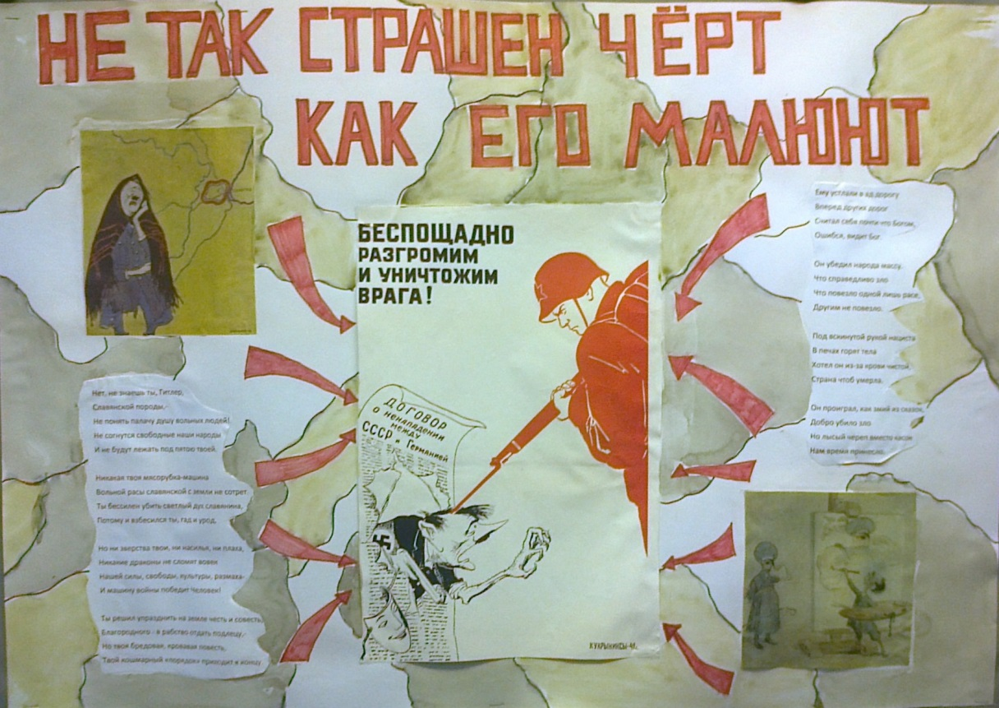 НЕ ТАК СТРАШЕН ЧЁРТ
КАК ЕГО МАЛЮЮТ
БЕСПОЩАДНО
РАЗГРОМИМ
И УНИЧТОЖИМ
ВРАГА!
ДОГОВОР
о ненападении
между
СССР и Германией
КУКРЫНИКСЫ-41.
Нет, не знаешь ты, Гитлер,
Славянской породы,-
Не понять палачу душу вольных людей!
Не согнутся свободные наши народы
И не будут лежать под пятою твоей.
Никакая твоя мясорубка-машина
Вольной расы славянской с земли не сотрет.
Ты бессилен убить светлый дух славянина,
Потому и взбесился ты, гад и урод.
Но ни зверства твои, ни насилья, ни плаха,
Никакие драконы не сломят вовек
Нашей силы, свободы, культуры, размаха-
И машину войны победит Человек!
Ты решил упразднить на земле честь и совесть,
Благородного - в рабство отдать подлецу,-
Но твоя бредовая, кровавая повесть,
Твой кошмарный «порядок» приходит к концу.
Ему устлали в ад дорогу
Вперед других дорог
Считал себя почти что Богом,
Ошибся, видит Бог.
Он убедил народа массу,
Что справедливо зло
Что повезло одной лишь расе,
Другим не повезло.
Под вскинутой рукой нациста
В печах горят тела
Хотел он из-за крови чистой
Страна чтоб умерла.
Он проиграл, как змей из сказок,
Добро убило зло
Но лысый череп вместо каски
Нам время принесло.